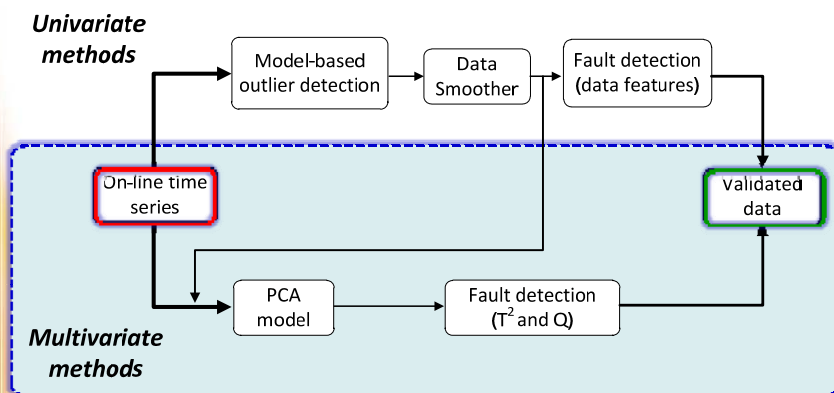 Univariate
methods
Model-based
outlier detection
Data
Smoother
Fault detection
(data features)
On-line time
series
Validated
data
PCA
model
Fault detection
(T² and Q)
Multivariate
methods